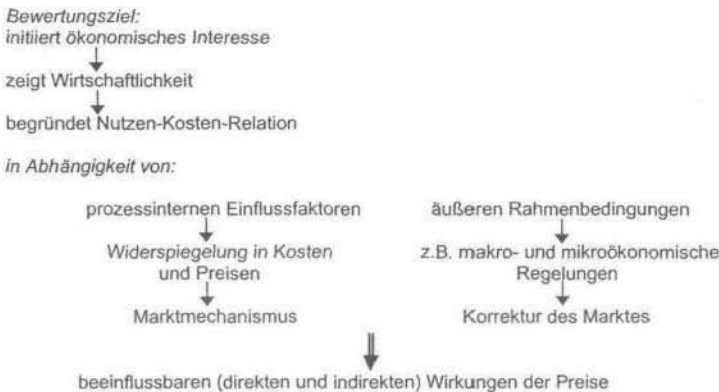 Bewertungsziel:
initiiert ökonomisches Interesse
zeigt Wirtschaftlichkeit
begründet Nutzen-Kosten-Relation
in Abhängigkeit von:
prozessinternen Einflussfaktoren
äußeren Rahmenbedingungen
Widerspiegelung in Kosten
und Preisen
z.B. makro- und mikroökonomische
Regelungen
Marktmechanismus
Korrektur des Marktes
beeinflussbaren (direkten und indirekten) Wirkungen der Preise